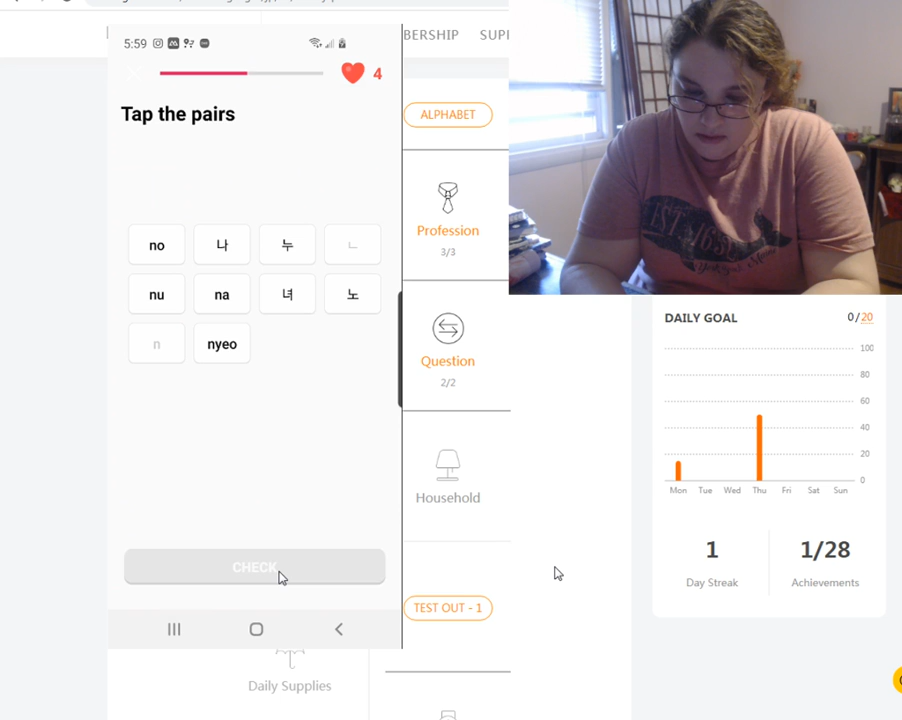 BERSHIP SUPP
5:59
4
Tap the pairs
ALPHABET
no 나 누 ㄴ
nu na 녀 노
n nyeo
CHECK
Profession
3/3
Question
2/2
Household
TEST OUT - 1
Daily Supplies
DAILY GOAL 0/20
100
80
60
40
20
0
Mon Tue Wed Thu Fri Sat Sun
1 1/28
Day Streak Achievements